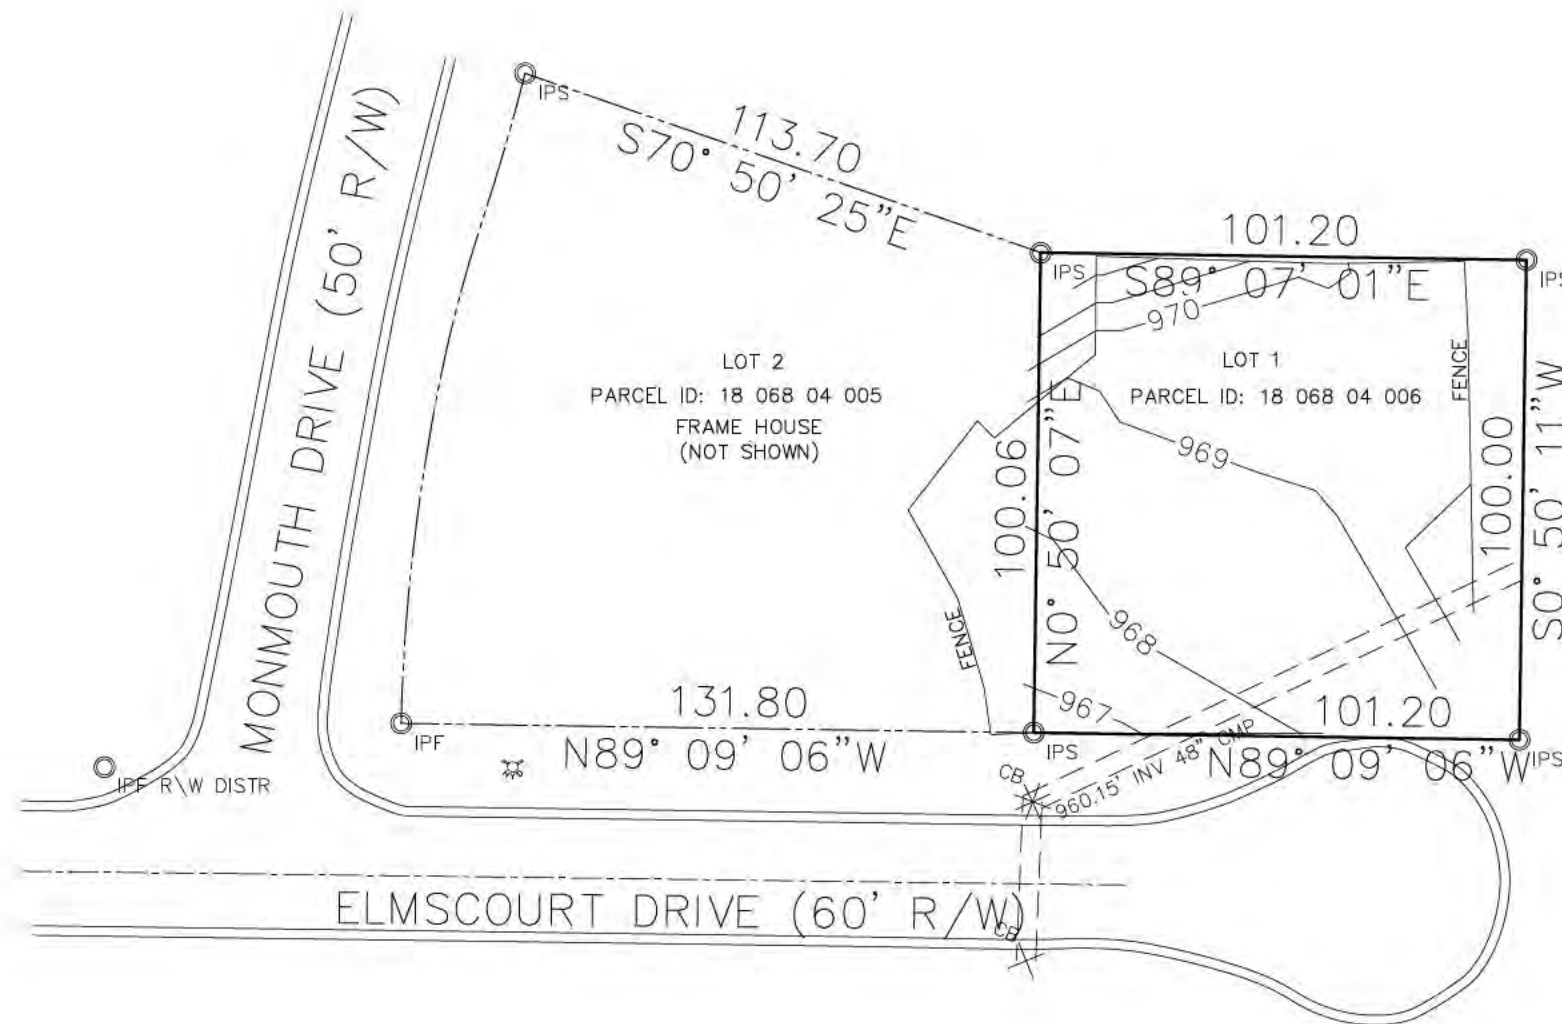 IPS
113.70
S70° 50' 25"E
MONMOUTH DRIVE (50' R/W)
101.20
IPS
S89° 07' 01"E
IPS
970
LOT 2
PARCEL ID: 18 068 04 005
FRAME HOUSE
(NOT SHOWN)
LOT 1
PARCEL ID: 18 068 04 006
FENCE
969
100.06
N0° 50' 07"E
100.00
S0° 50' 11"W
968
FENCE
967
131.80
N89° 09' 06"W
IPF
IPF R\W DISTR
101.20
N89° 09' 06"W
IPS
IPS
CB
960.15' INV 48" CMP
ELMSCOURT DRIVE (60' R/W)
CB